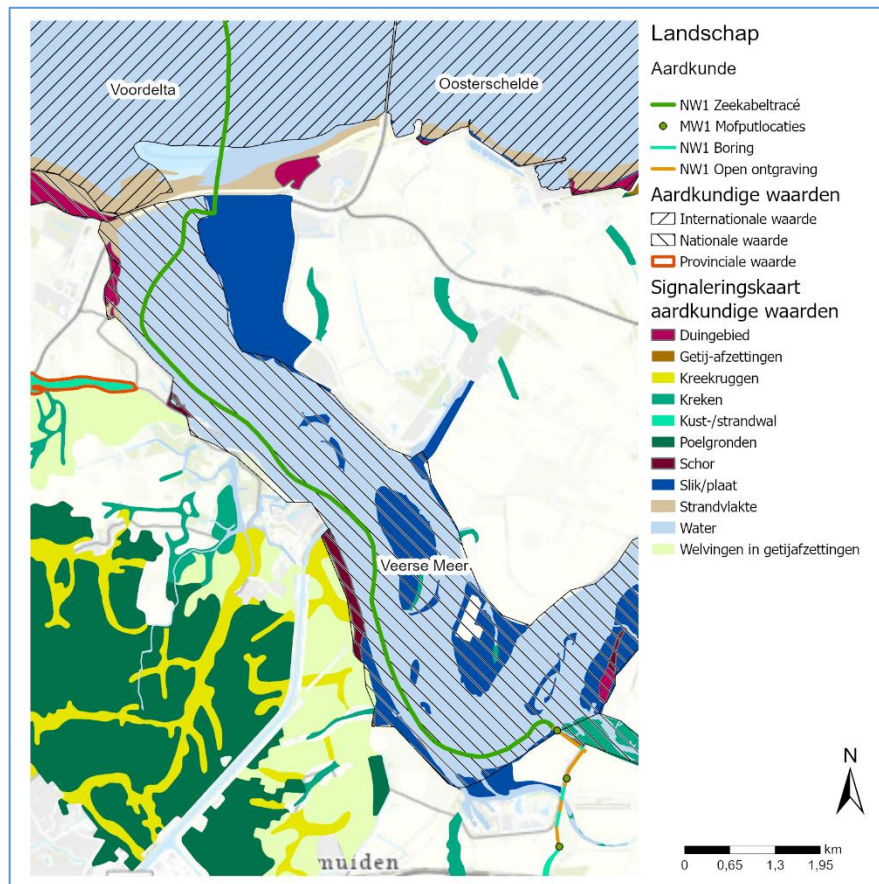 Voordelta
Oosterschelde
Veerse Meer
nuiden
Landschap
Aardkunde
NW1 Zeekabeltracé
MW1 Mofputlocaties
NW1 Boring
NW1 Open ontgraving
Aardkundige waarden
Internationale waarde
Nationale waarde
Provinciale waarde
Signaleringskaart
aardkundige waarden
Duingebied
Getij-afzettingen
Kreekruggen
Kreken
Kust-/strandwal
Poelgronden
Schor
Slik/plaat
Strandvlakte
Water
Welvingen in getijafzettingen
N
km
0 0,65 1,3 1,95